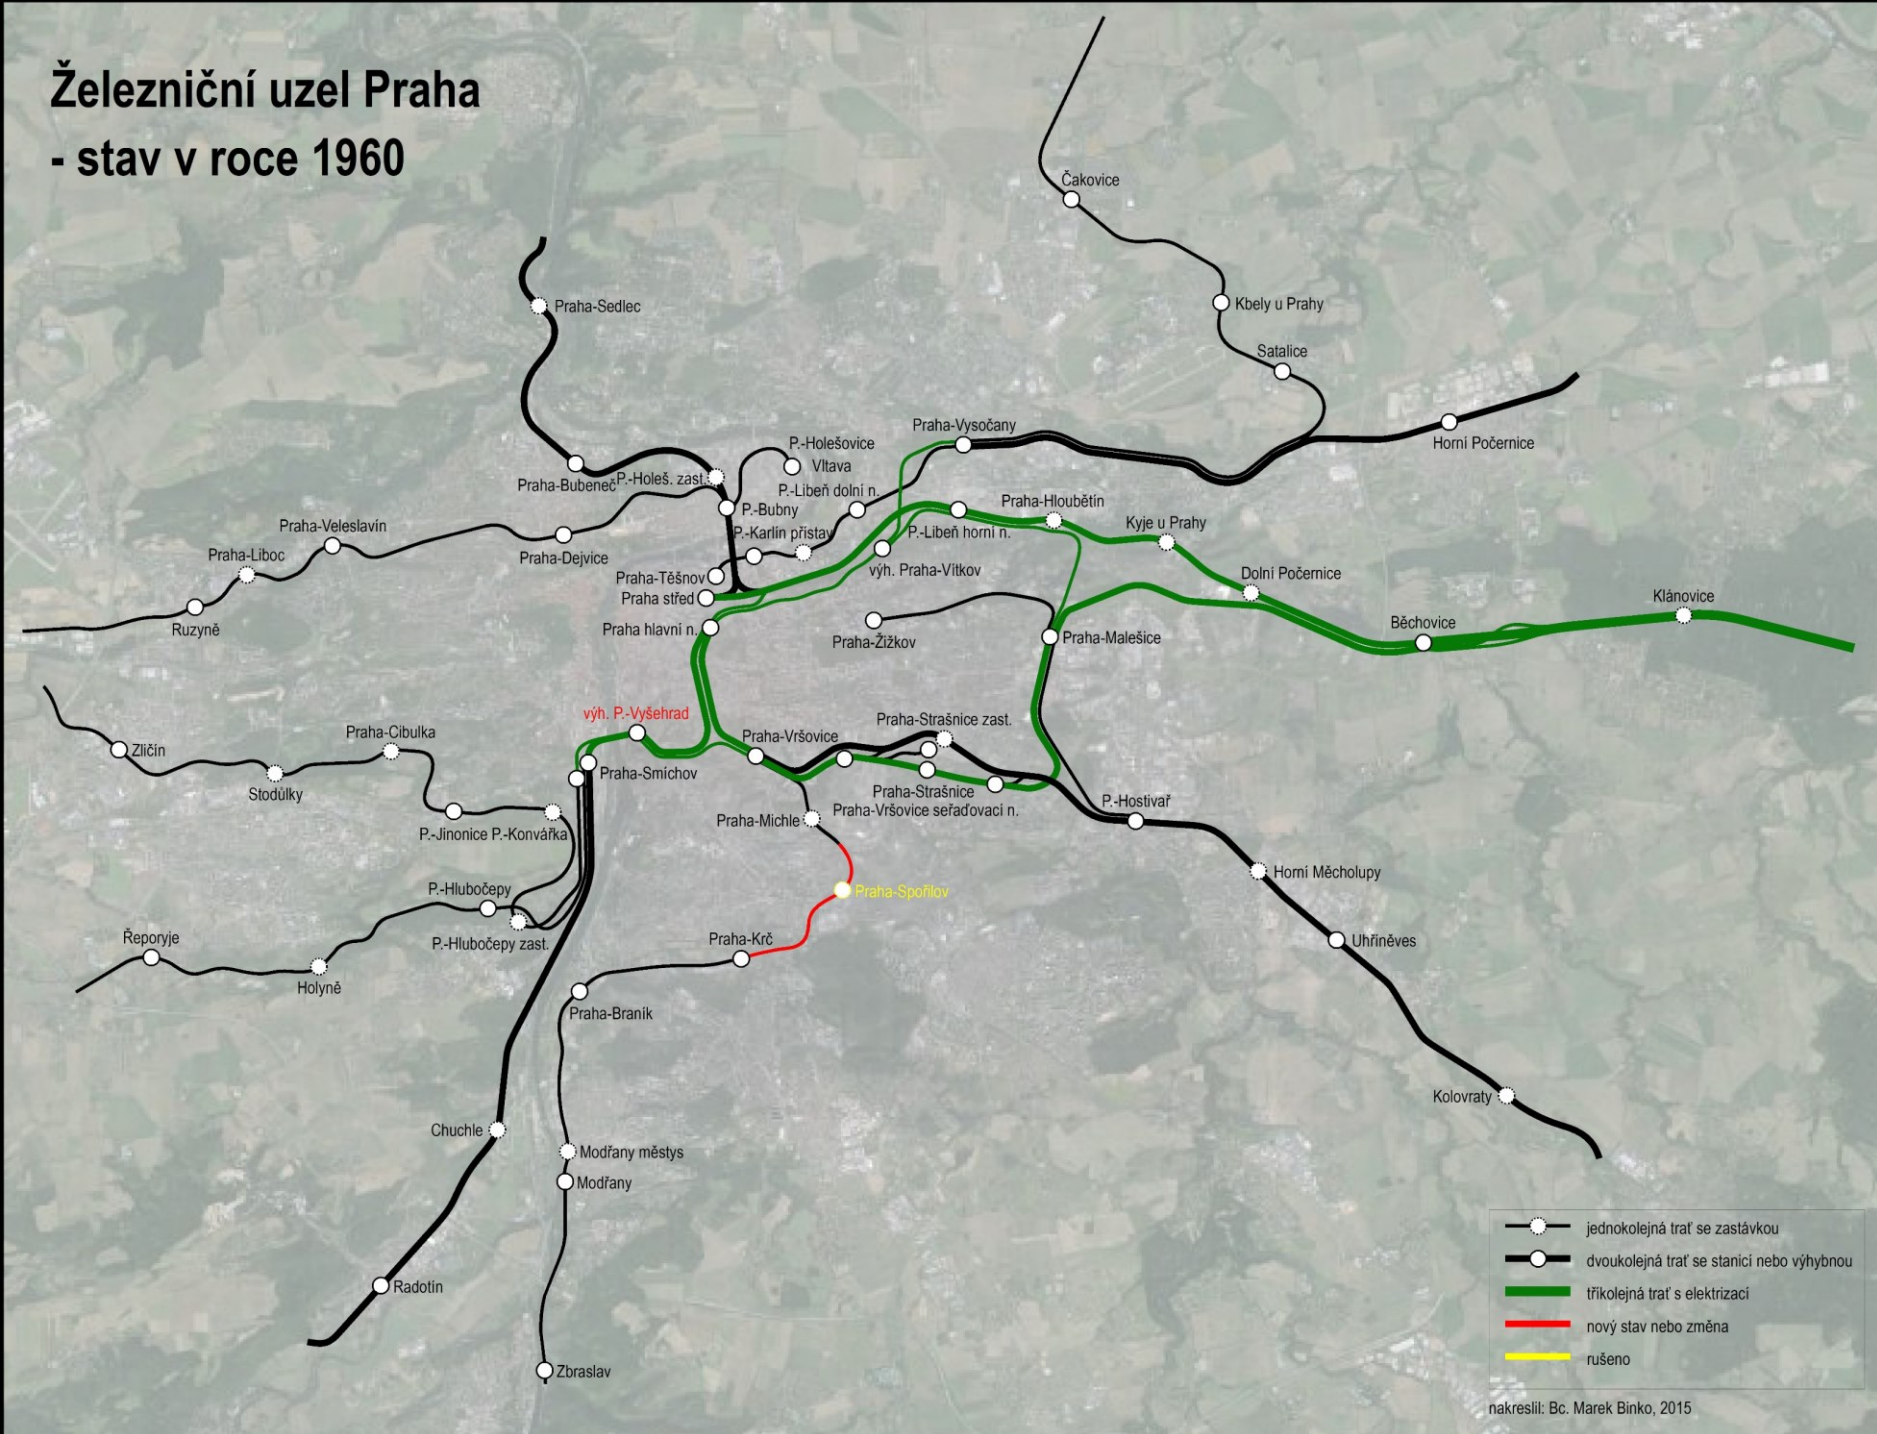 Železniční uzel Praha
- stav v roce 1960
Čakovice
Praha-Sedlec
Kbely u Prahy
Satalice
Praha-Vysočany
Horní Počernice
P.-Holešovice
Vltava
Praha-Bubeneč
P.-Holeš. zast.
P.-Libeň dolní n.
Praha-Hloubětín
P.-Bubny
Praha-Veleslavín
P.-Karlín přístav
P.-Libeň horní n.
Kyje u Prahy
Praha-Liboc
Praha-Dejvice
výh. Praha-Vítkov
Praha-Těšnov
Dolní Počernice
Praha střed
Klánovice
Ruzyně
Praha hlavní n.
Praha-Žižkov
Praha-Malešice
Běchovice
výh. P.-Vyšehrad
Praha-Strašnice zast.
Praha-Cibulka
Praha-Vršovice
Zličín
Praha-Smíchov
Stodůlky
Praha-Strašnice
Praha-Vršovice seřaďovací n.
P.-Hostivař
P.-Jinonice
P.-Konvářka
Praha-Michle
Horní Měcholupy
P.-Hlubočepy
Praha-Spořilov
Řeporyje
P.-Hlubočepy zast.
Praha-Krč
Uhříněves
Holyně
Praha-Braník
Kolovraty
Chuchle
Modřany městys
Modřany
Radotín
Zbraslav
jednokolejná trať se zastávkou
dvoukolejná trať se stanicí nebo výhybnou
tříkolejná trať s elektrizací
nový stav nebo změna
rušeno
nakreslil: Bc. Marek Binko, 2015